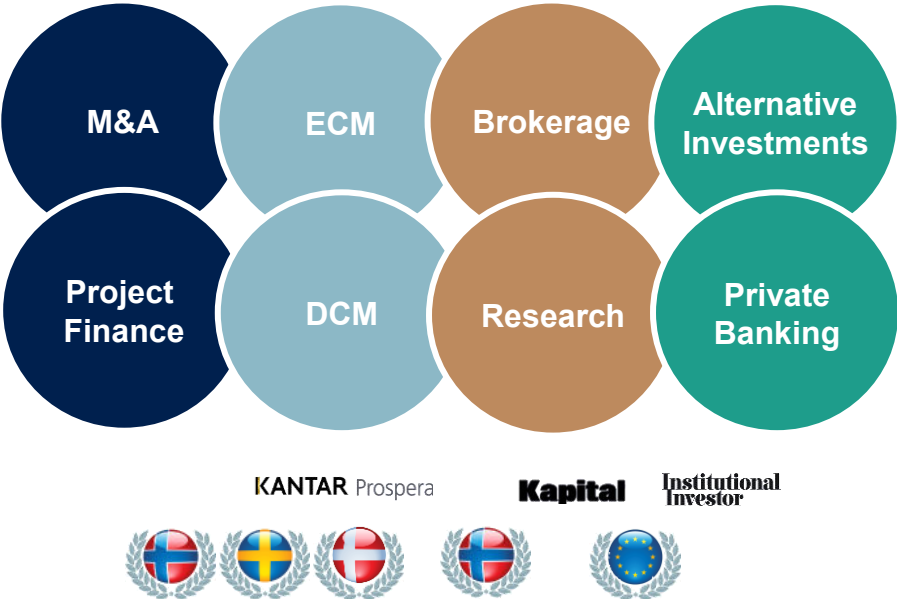 M&A
ECM
Brokerage
Alternative
Investments
Project
Finance
DCM
Research
Private
Banking
KANTAR Prospera
Kapital
Institutional
Investor